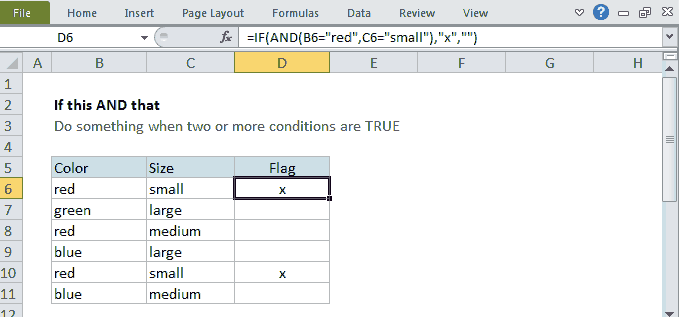 File Home Insert Page Layout Formulas Data Review View ?
D6 fx =IF(AND(B6="red",C6="small"),"x","")
A B C D E F G H
1
2 If this AND that
3 Do something when two or more conditions are TRUE
4
5 Color Size Flag
6 red small x
7 green large
8 red medium
9 blue large
10 red small x
11 blue medium
12